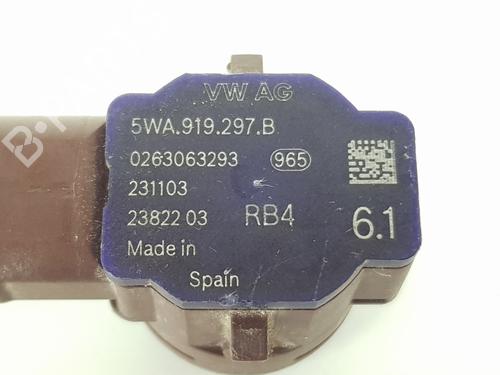 VW AG
5WA.919.297.B
0263063293 965
231103
23822 03 RB4 6.1
Made in
Spain